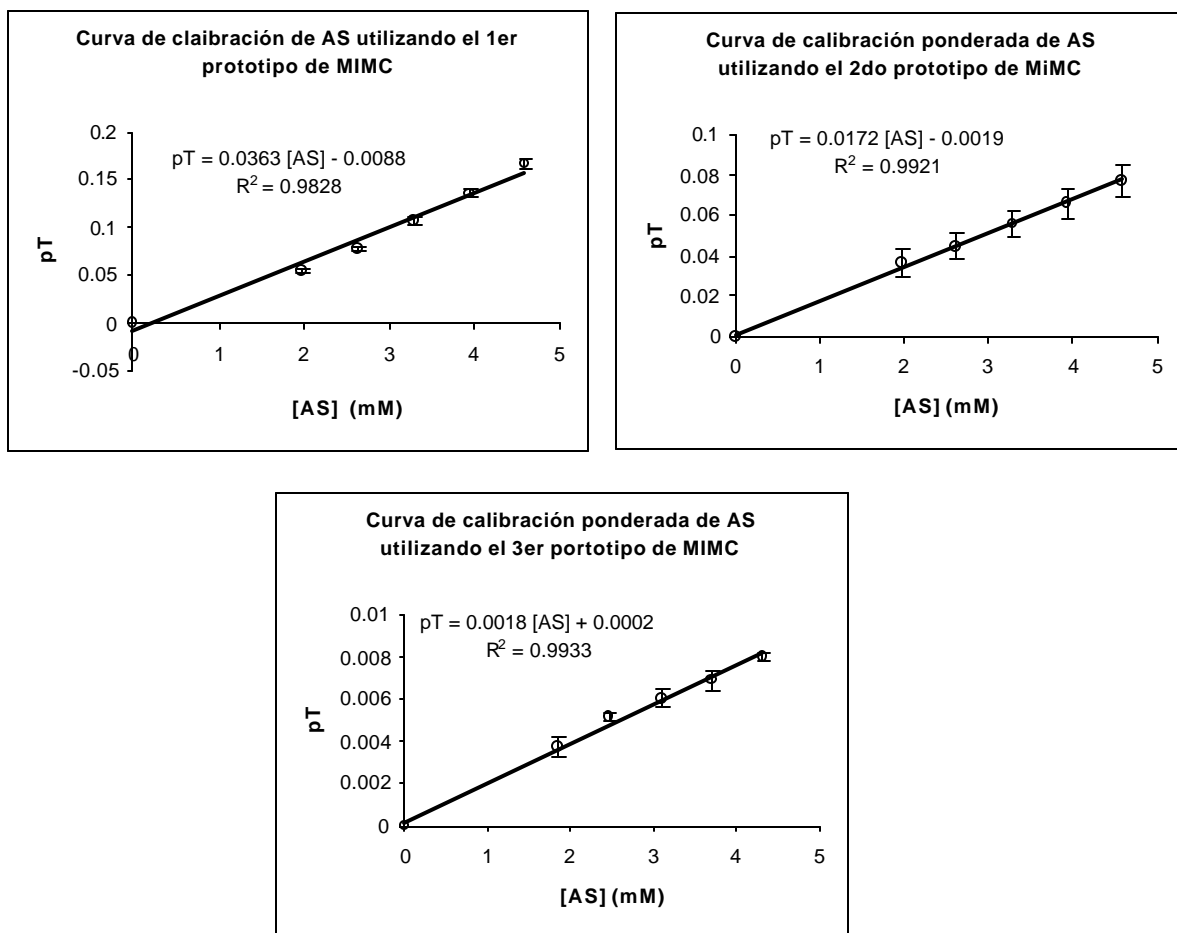 Curva de claibración de AS utilizando el 1er
prototipo de MIMC
pT = 0.0363 [AS] - 0.0088
R² = 0.9828
0.2
0.15
0.1
0.05
0
-0.05
pT
0 1 2 3 4 5
[AS] (mM)
Curva de calibración ponderada de AS
utilizando el 2do prototipo de MiMC
pT = 0.0172 [AS] - 0.0019
R² = 0.9921
0.1
0.08
0.06
0.04
0.02
0
pT
0 1 2 3 4 5
[AS] (mM)
Curva de calibración ponderada de AS
utilizando el 3er portotipo de MIMC
pT = 0.0018 [AS] + 0.0002
R² = 0.9933
0.01
0.008
0.006
0.004
0.002
0
pT
0 1 2 3 4 5
[AS] (mM)